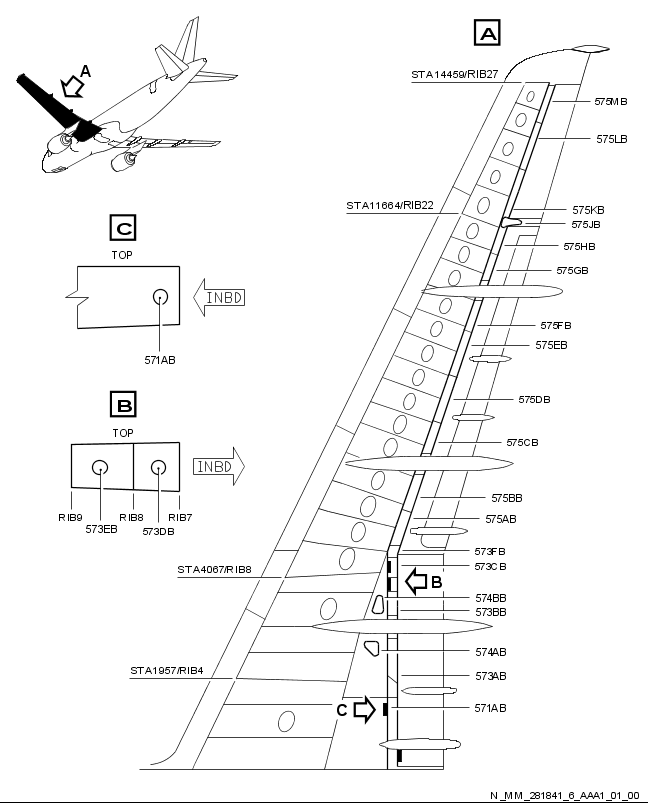 A
A
STA14459/RIB27
575MB
575LB
STA11664/RIB22
575KB
575JB
575HB
575GB
C
TOP
INBD
571AB
575FB
575EB
575DB
575CB
B
TOP
INBD
RIB9
RIB8
RIB7
573EB
573DB
575BB
575AB
573FB
573CB
STA4067/RIB8
B
574BB
573BB
574AB
STA1957/RIB4
573AB
C
571AB
N_MM_281841_6_AAA1_01_00